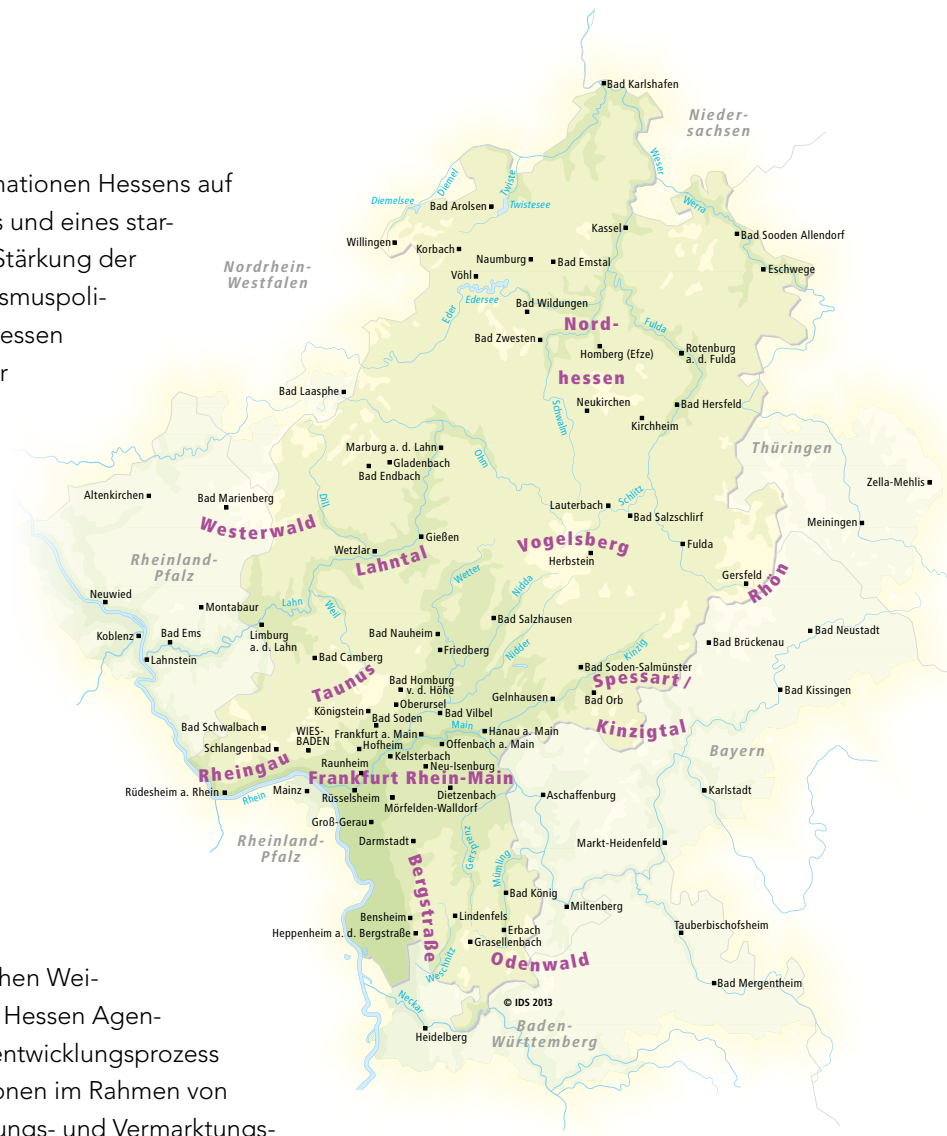 nationen Hessens auf
s und eines star-
Stärkung der
smuspoli-
essen
r
Bad Karlshafen
Nieder-
sachsen
Weser
Diemel
Twiste
Diemelsee
Twistesee
Bad Arolsen
Werra
Kassel
Bad Sooden Allendorf
Willingen
Korbach
Naumburg
Bad Emstal
Eschwege
Nordrhein-
Westfalen
Vöhl
Edersee
Eder
Bad Wildungen
Nord-
hessen
Fulda
Bad Zwesten
Homberg (Efze)
Rotenburg
a. d. Fulda
Bad Laasphe
Neukirchen
Schwalm
Bad Hersfeld
Kirchheim
Marburg a. d. Lahn
Gladenbach
Bad Endbach
Ohm
Thüringen
Zella-Mehlis
Altenkirchen
Bad Marienberg
Dill
Lauterbach
Schlitz
Bad Salzschlirf
Meiningen
Westerwald
Gießen
Wetzlar
Lahntal
Vogelsberg
Herbstein
Fulda
Rheinland-
Pfalz
Wetter
Nidda
Gersfeld
Rhön
Neuwied
Montabaur
Lahn
Weil
Bad Salzhausen
Koblenz
Bad Ems
Limburg
a. d. Lahn
Bad Nauheim
Friedberg
Nidder
Kinzig
Bad Brückenau
Bad Neustadt
Lahnstein
Bad Camberg
Taunus
Bad Homburg
v. d. Höhe
Bad Soden-Salmünster
Spessart /
Kinzigtal
Gelnhausen
Bad Orb
Bad Kissingen
Königstein
Oberursel
Bad Soden
Bad Vilbel
Bad Schwalbach
WIES-
BADEN
Frankfurt a. Main
Main
Hanau a. Main
Schlangenbad
Hofheim
Offenbach a. Main
Bayern
Kelsterbach
Rheingau
Raunheim
Neu-Isenburg
Frankfurt Rhein-Main
Rüdesheim a. Rhein
Rhein
Mainz
Rüsselsheim
Dietzenbach
Mörfelden-Walldorf
Aschaffenburg
Karlstadt
Groß-Gerau
Rheinland-
Pfalz
Darmstadt
Gersprenz
Mümling
Markt-Heidenfeld
Bergstraße
Bad König
Miltenberg
Bensheim
Lindenfels
Heppenheim a. d. Bergstraße
Erbach
Grasellenbach
Tauberbischofsheim
Weschnitz
Odenwald
Bad Mergentheim
Neckar
© IDS 2013
Heidelberg
Baden-
Württemberg
hen Wei-
Hessen Agen-
entwicklungsprozess
onen im Rahmen von
ungs- und Vermarktungs-